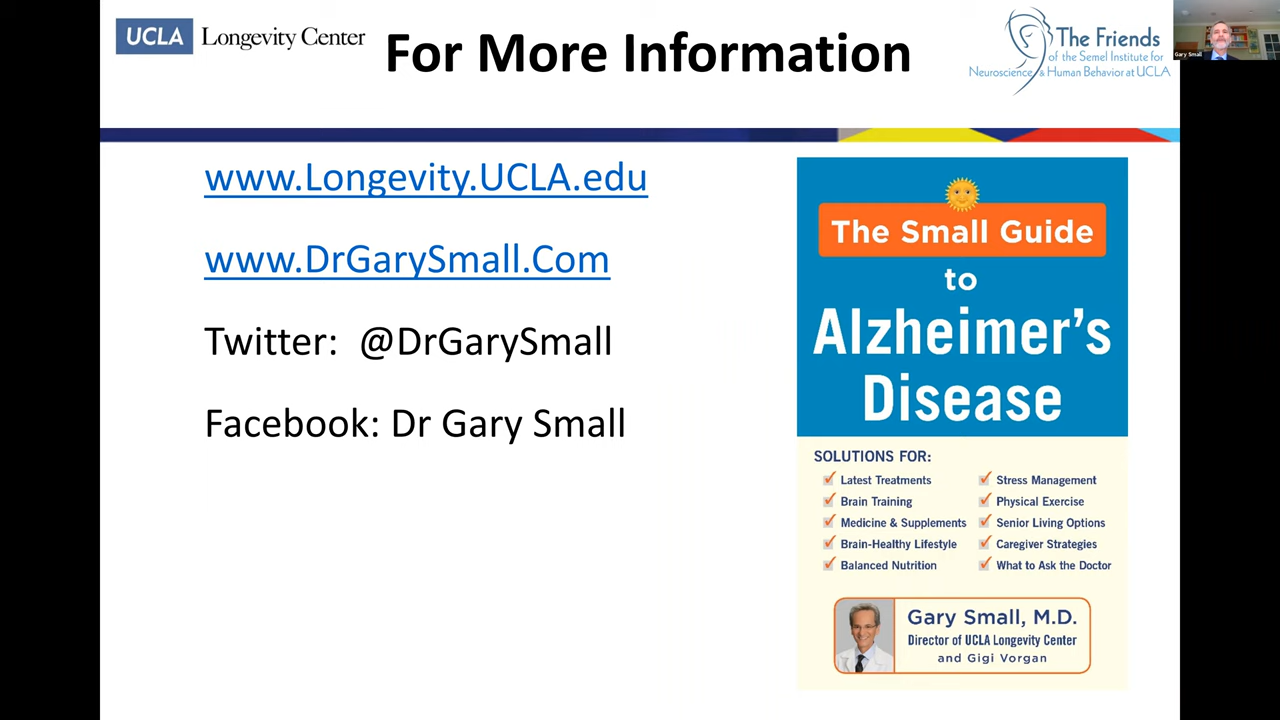 UCLA Longevity Center
For More Information
The Friends
of the Semel Institute for
Neuroscience & Human Behavior at UCLA
Gary Small
www.Longevity.UCLA.edu
www.DrGarySmall.Com
Twitter: @DrGarySmall
Facebook: Dr Gary Small
The Small Guide
to
Alzheimer's
Disease
SOLUTIONS FOR:
Latest Treatments
Brain Training
Medicine & Supplements
Brain-Healthy Lifestyle
Balanced Nutrition
Stress Management
Physical Exercise
Senior Living Options
Caregiver Strategies
What to Ask the Doctor
Gary Small, M.D.
Director of UCLA Longevity Center
and Gigi Vorgan